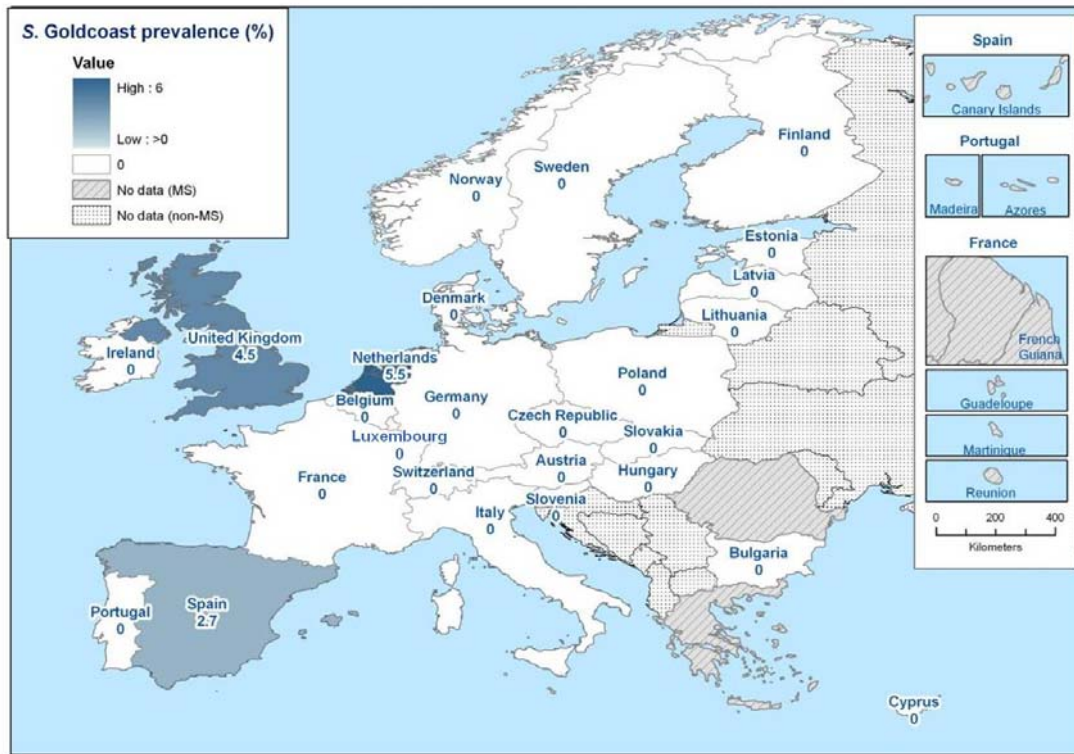 S. Goldcoast prevalence (%)
Value
High : 6
Low : >0
0
No data (MS)
No data (non-MS)
Norway
0
Sweden
0
Finland
0
Estonia
0
Latvia
0
Lithuania
0
Denmark
0
United Kingdom
4.5
Ireland
0
Netherlands
5.5
Belgium
0
Germany
0
Poland
0
Luxembourg
0
Czech Republic
0
Slovakia
0
France
0
Switzerland
0
Austria
0
Hungary
0
Slovenia
0
Italy
0
Bulgaria
0
Portugal
0
Spain
2.7
Cyprus
0
Spain
Canary Islands
Portugal
Madeira
Azores
France
French
Guiana
Guadeloupe
Martinique
Reunion
0 200 400
Kilometers